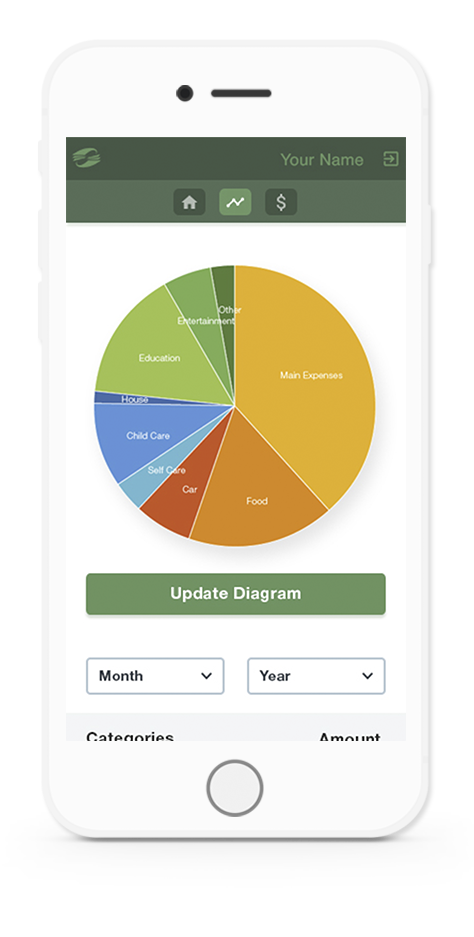 Your Name
$
Other
Entertainment
Main Expenses
Education
House
Child Care
Self Care
Car
Food
Update Diagram
Month
Year
Categories
Amount